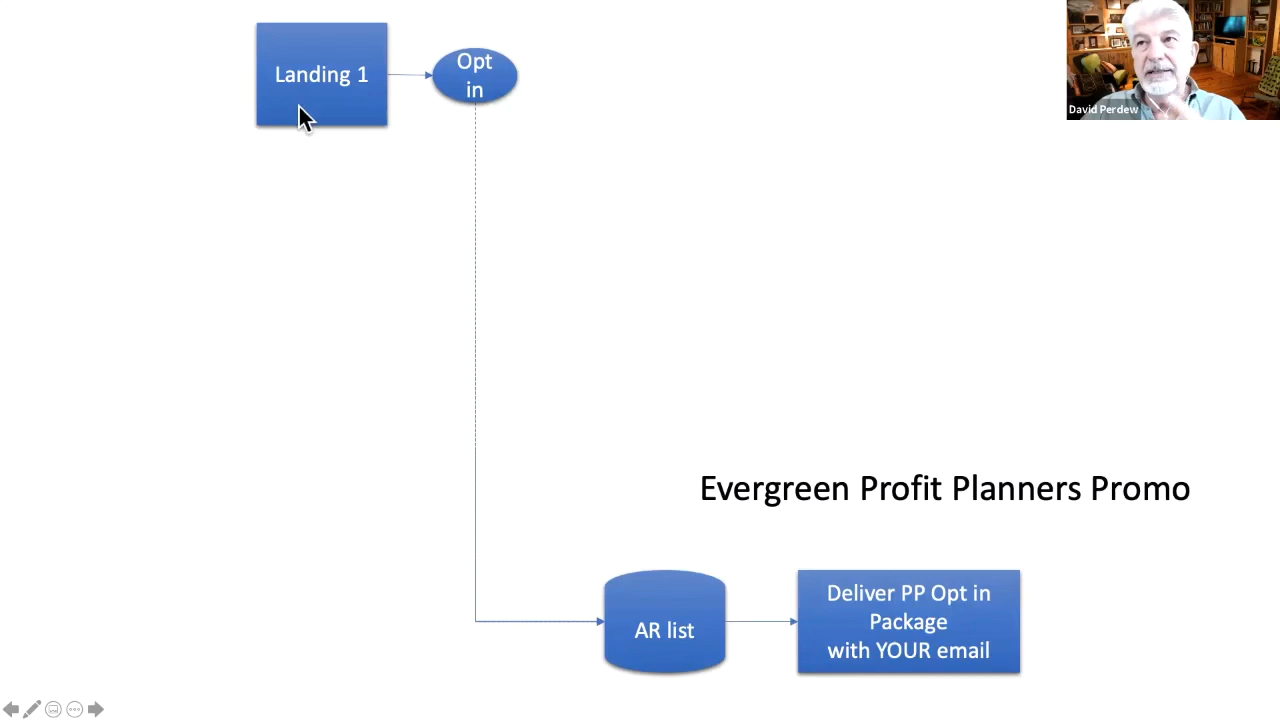 Landing 1
Opt
in
David Perdew
Evergreen Profit Planners Promo
AR list
Deliver PP Opt in
Package
with YOUR email